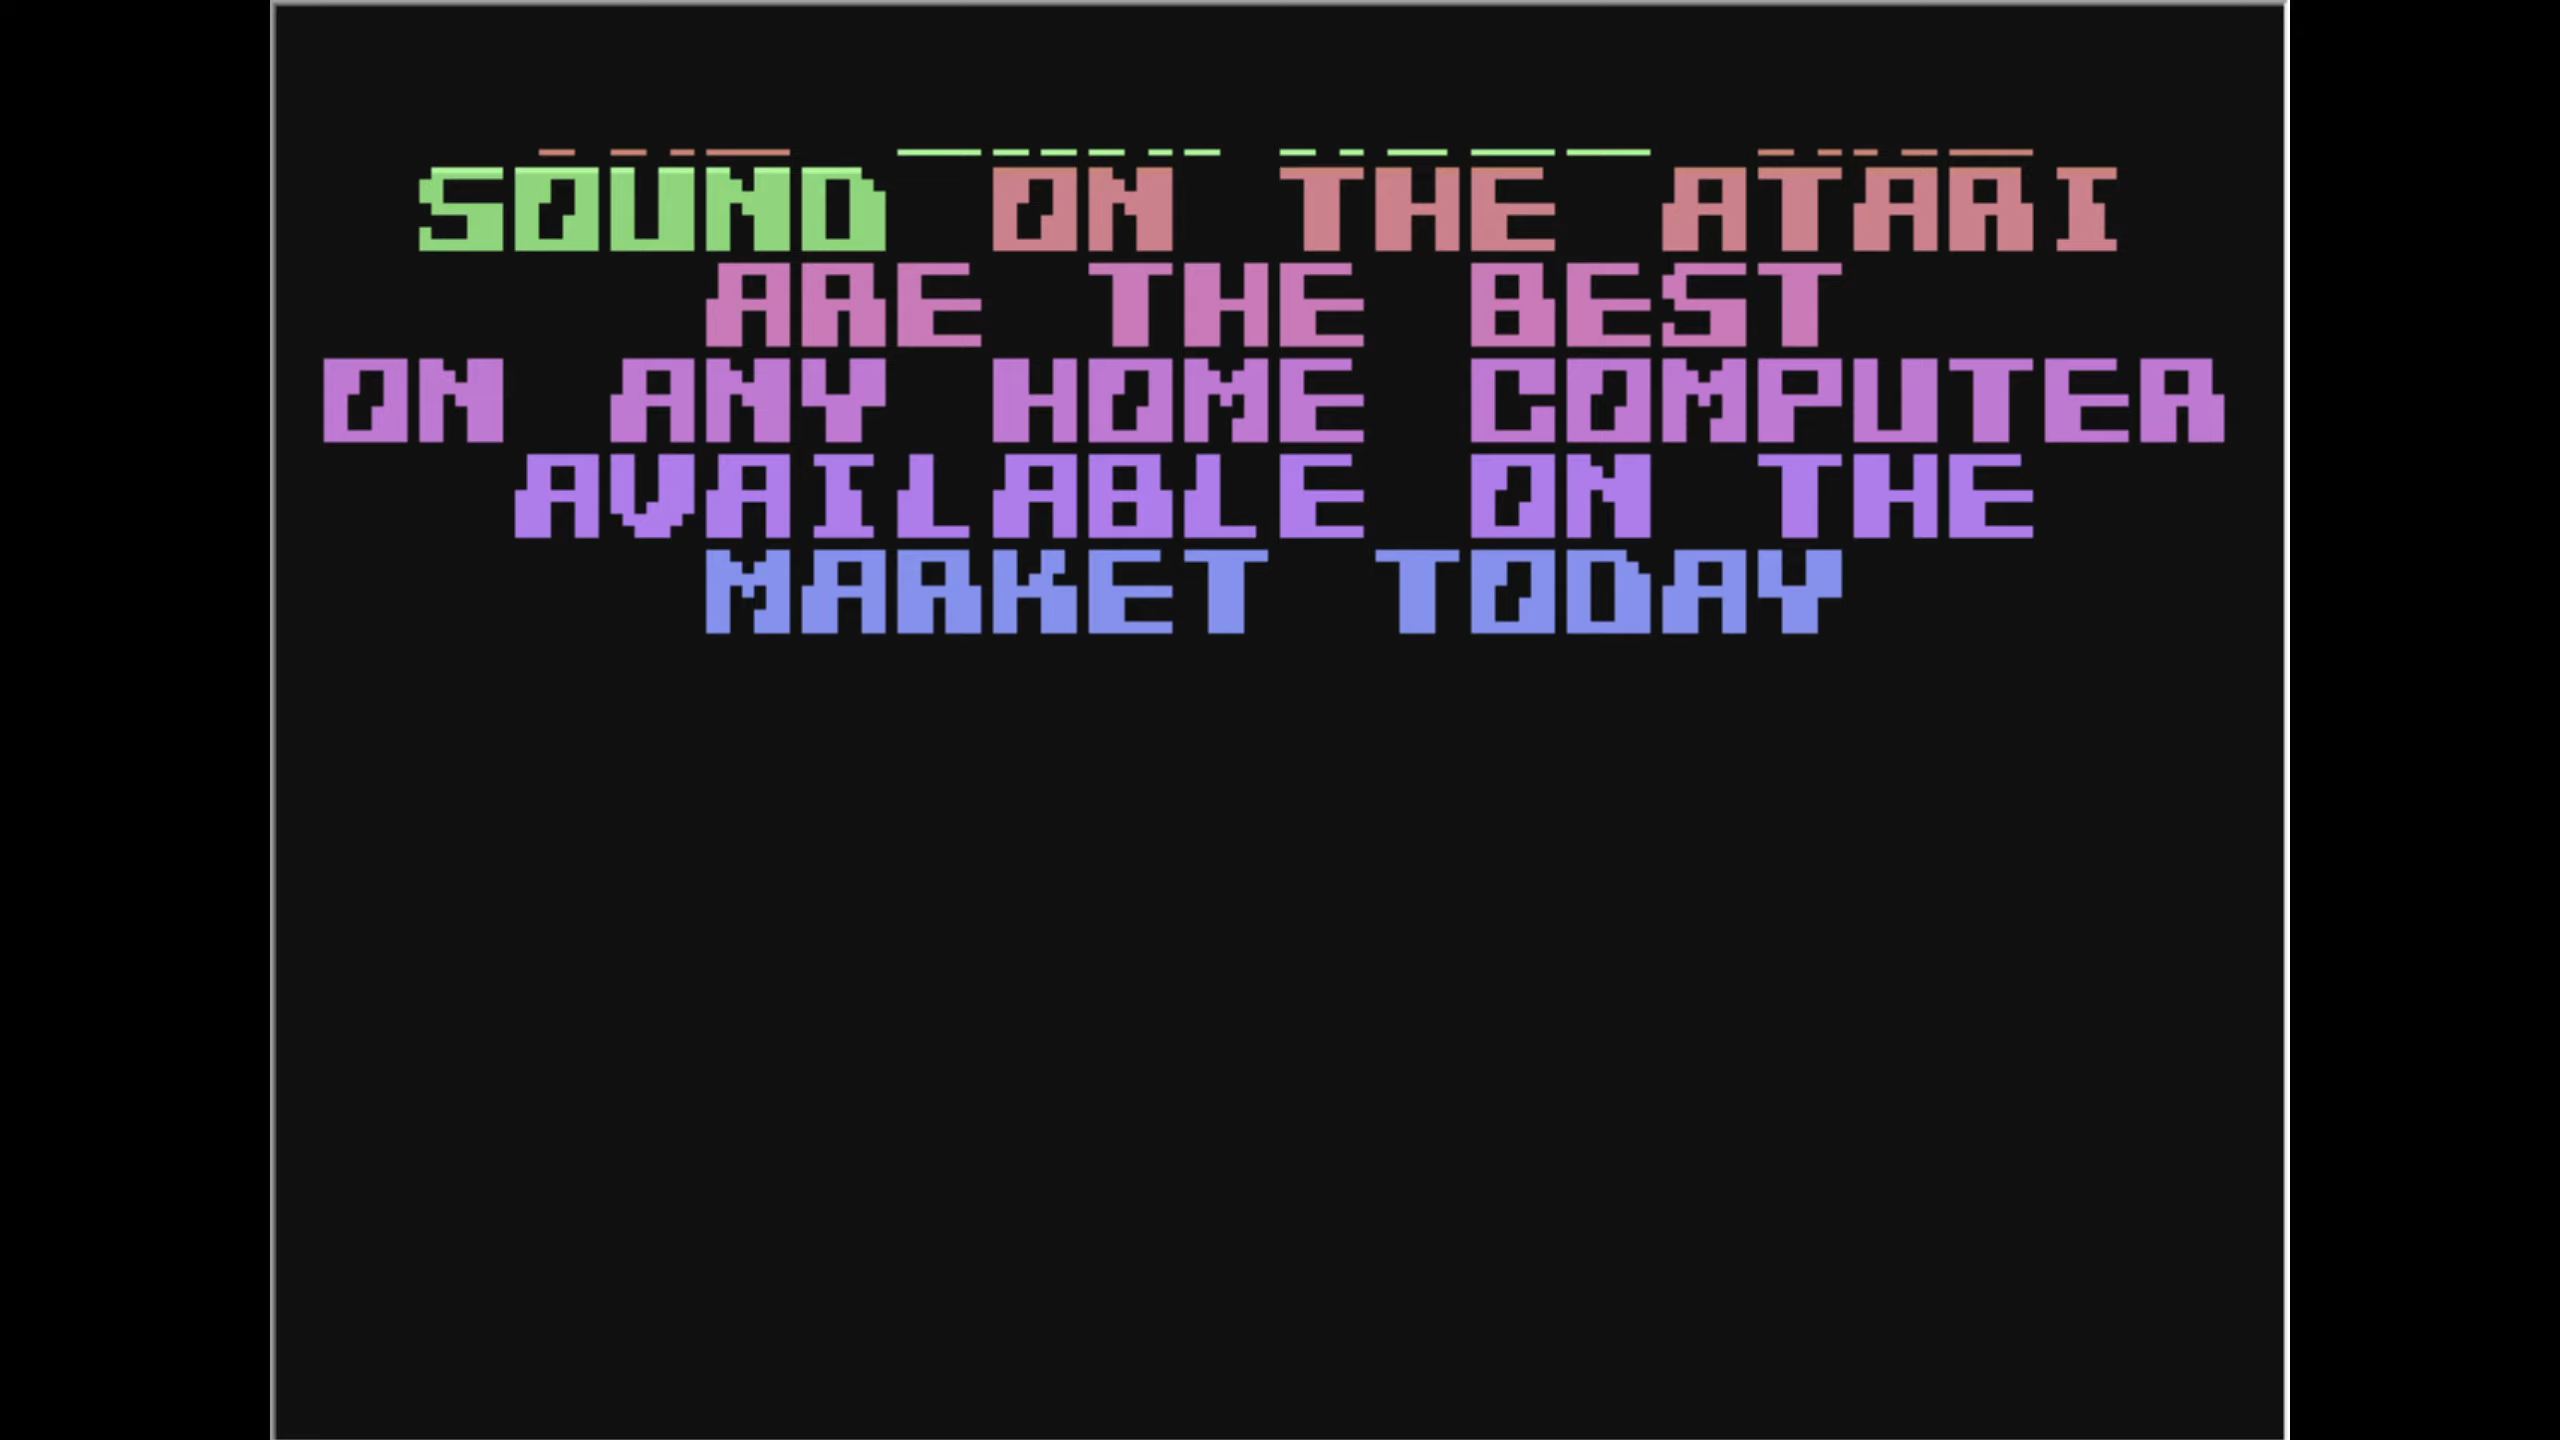 SOUND ON THE ATARI
ARE THE BEST
ON ANY HOME COMPUTER
AVAILABLE ON THE
MARKET TODAY